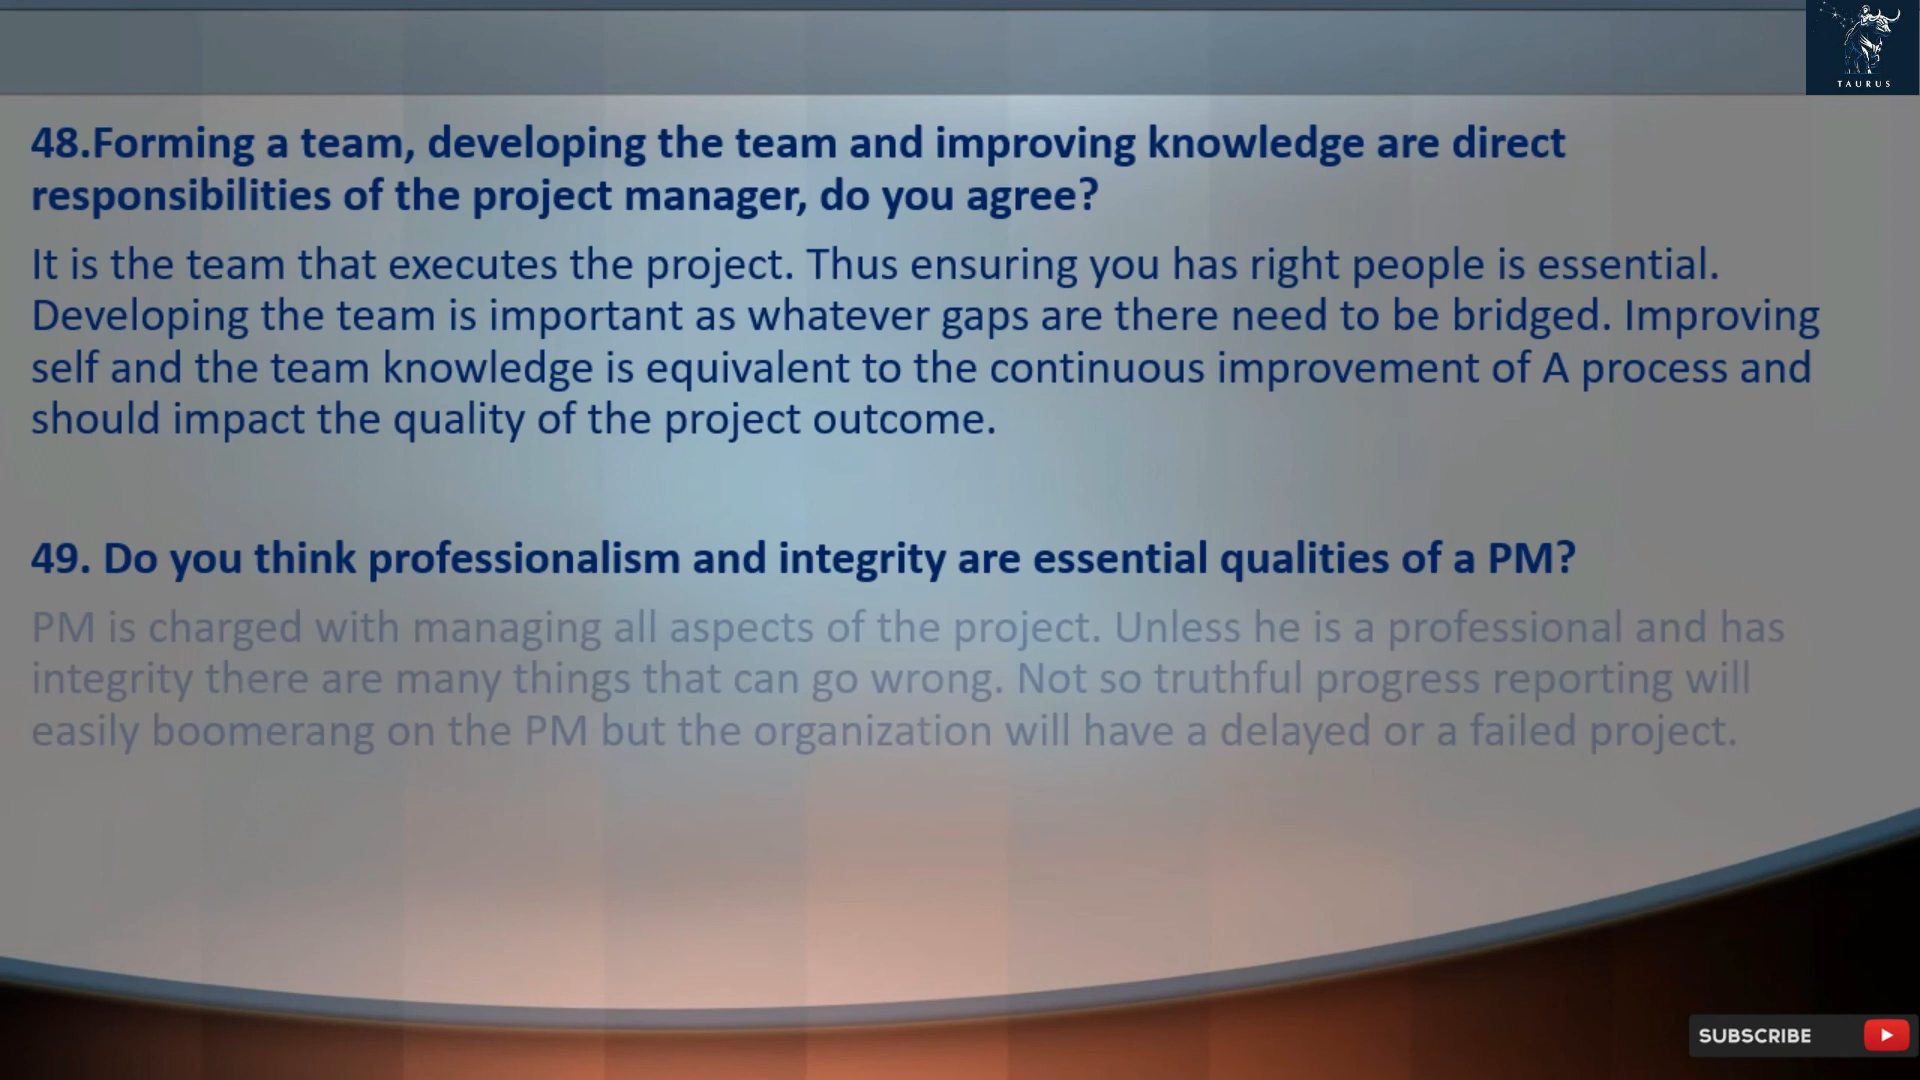 TAURUS
48.Forming a team, developing the team and improving knowledge are direct
responsibilities of the project manager, do you agree?
It is the team that executes the project. Thus ensuring you has right people is essential.
Developing the team is important as whatever gaps are there need to be bridged. Improving
self and the team knowledge is equivalent to the continuous improvement of A process and
should impact the quality of the project outcome.
49. Do you think professionalism and integrity are essential qualities of a PM?
PM is charged with managing all aspects of the project. Unless he is a professional and has
integrity there are many things that can go wrong. Not so truthful progress reporting will
easily boomerang on the PM but the organization will have a delayed or a failed project.
SUBSCRIBE